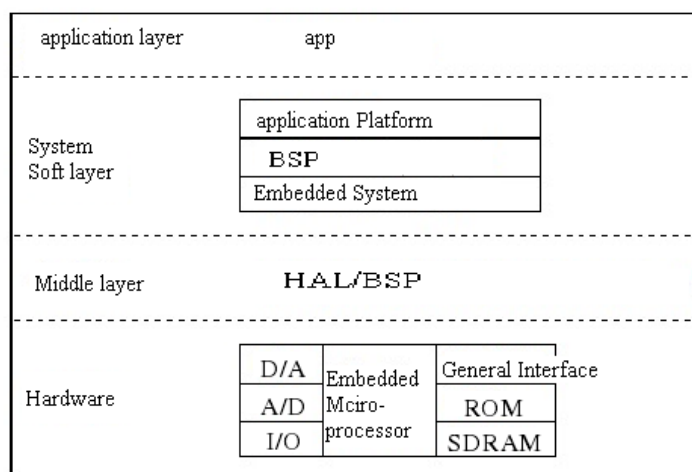 application layer app
application Platform
System
Soft layer
BSP
Embedded System
Middle layer HAL/BSP
Hardware
D/A
A/D
I/O
Embedded
Mciro-
processor
General Interface
ROM
SDRAM